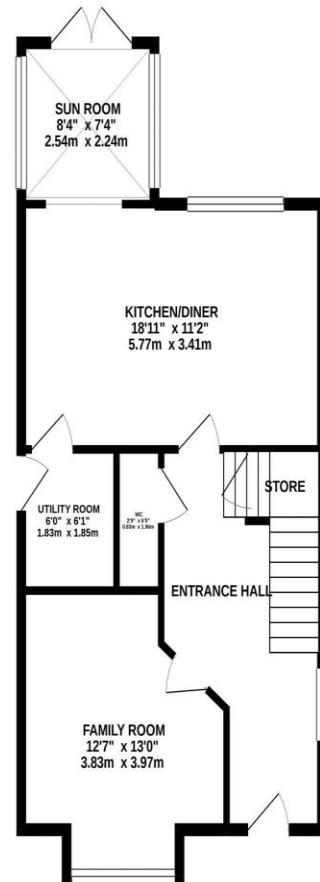 SUN ROOM
8'4" x 7'4"
2.54m x 2.24m
KITCHEN/DINER
18'11" x 11'2"
5.77m x 3.41m
UTILITY ROOM
6'0" x 6'1"
1.83m x 1.85m
WC
STORE
ENTRANCE HALL
FAMILY ROOM
12'7" x 13'0"
3.83m x 3.97m